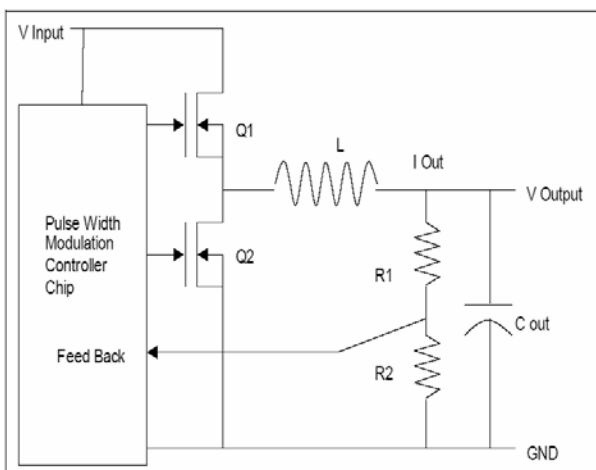 V Input
Q1
L
I Out
V Output
Pulse Width
Modulation
Controller
Chip
Q2
R1
C out
Feed Back
R2
GND